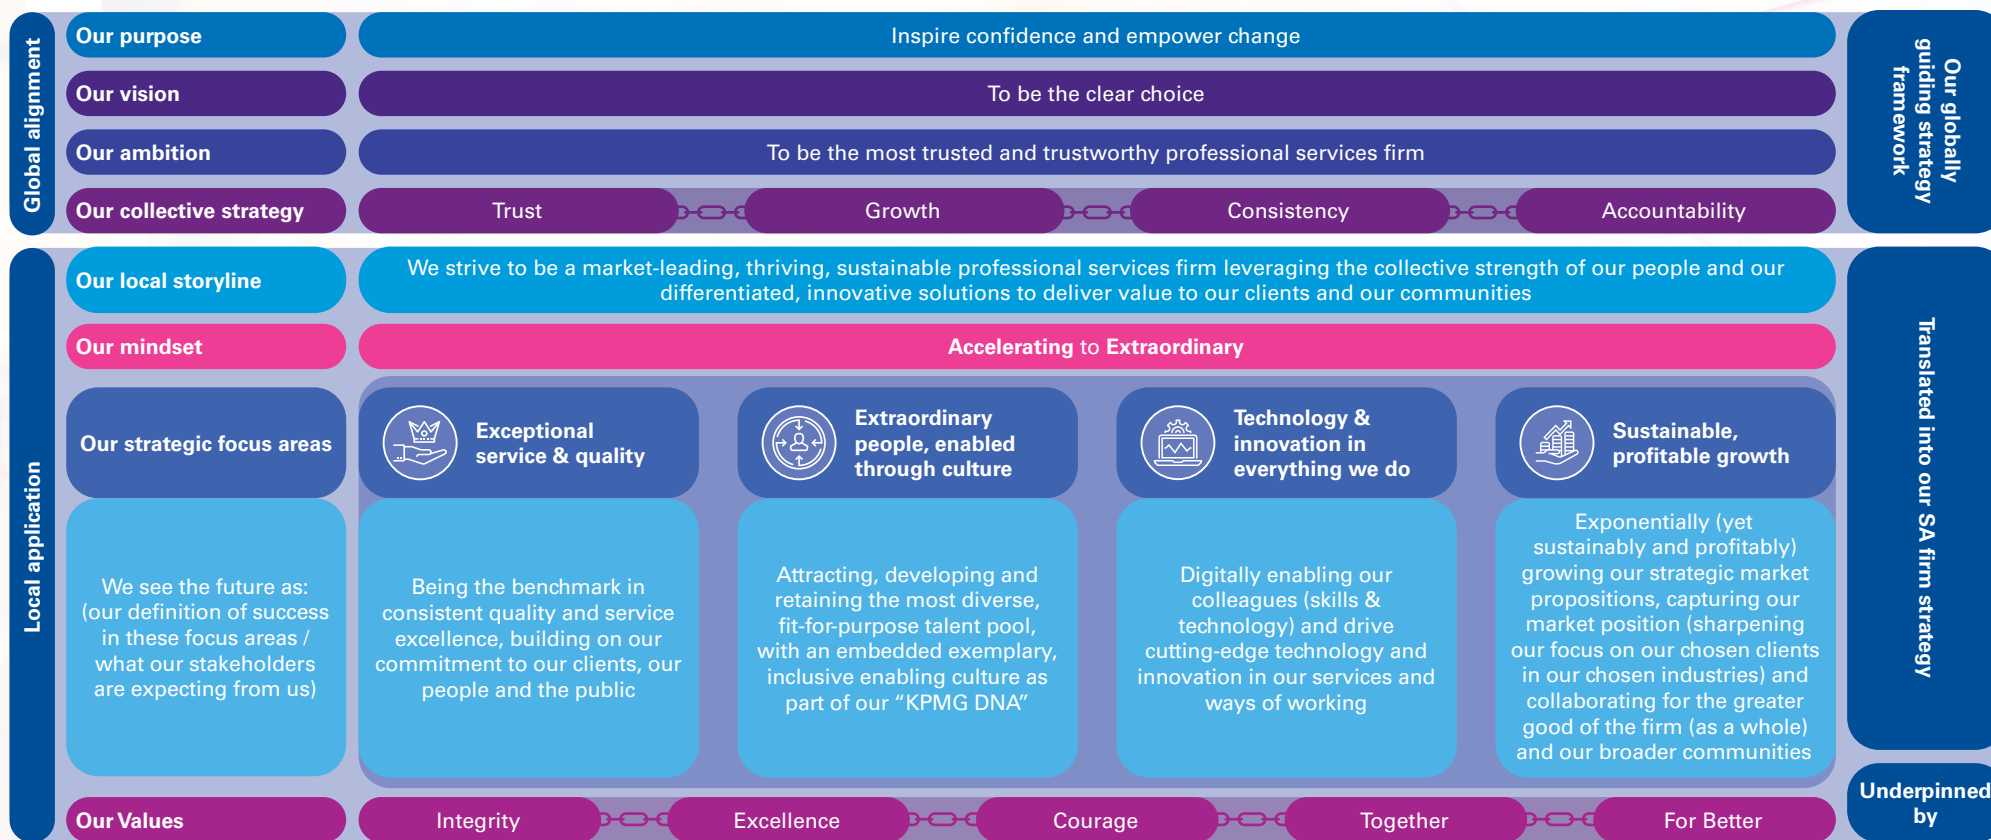 Global alignment
Our purpose
Inspire confidence and empower change
Our vision
To be the clear choice
Our ambition
To be the most trusted and trustworthy professional services firm
Our collective strategy
Trust
Growth
Consistency
Accountability
Our globally
guiding strategy
framework
Local application
Our local storyline
We strive to be a market-leading, thriving, sustainable professional services firm leveraging the collective strength of our people and our
differentiated, innovative solutions to deliver value to our clients and our communities
Our mindset
Accelerating to Extraordinary
Our strategic focus areas
Exceptional
service & quality
Extraordinary
people, enabled
through culture
Technology &
innovation in
everything we do
Sustainable,
profitable growth
We see the future as:
(our definition of success
in these focus areas /
what our stakeholders
are expecting from us)
Being the benchmark in
consistent quality and service
excellence, building on our
commitment to our clients, our
people and the public
Attracting, developing and
retaining the most diverse,
fit-for-purpose talent pool,
with an embedded exemplary,
inclusive enabling culture as
part of our “KPMG DNA”
Digitally enabling our
colleagues (skills &
technology) and drive
cutting-edge technology and
innovation in our services and
ways of working
Exponentially (yet
sustainably and profitably)
growing our strategic market
propositions, capturing our
market position (sharpening
our focus on our chosen clients
in our chosen industries) and
collaborating for the greater
good of the firm (as a whole)
and our broader communities
Translated into our SA firm strategy
Our Values
Integrity
Excellence
Courage
Together
For Better
Underpinned
by